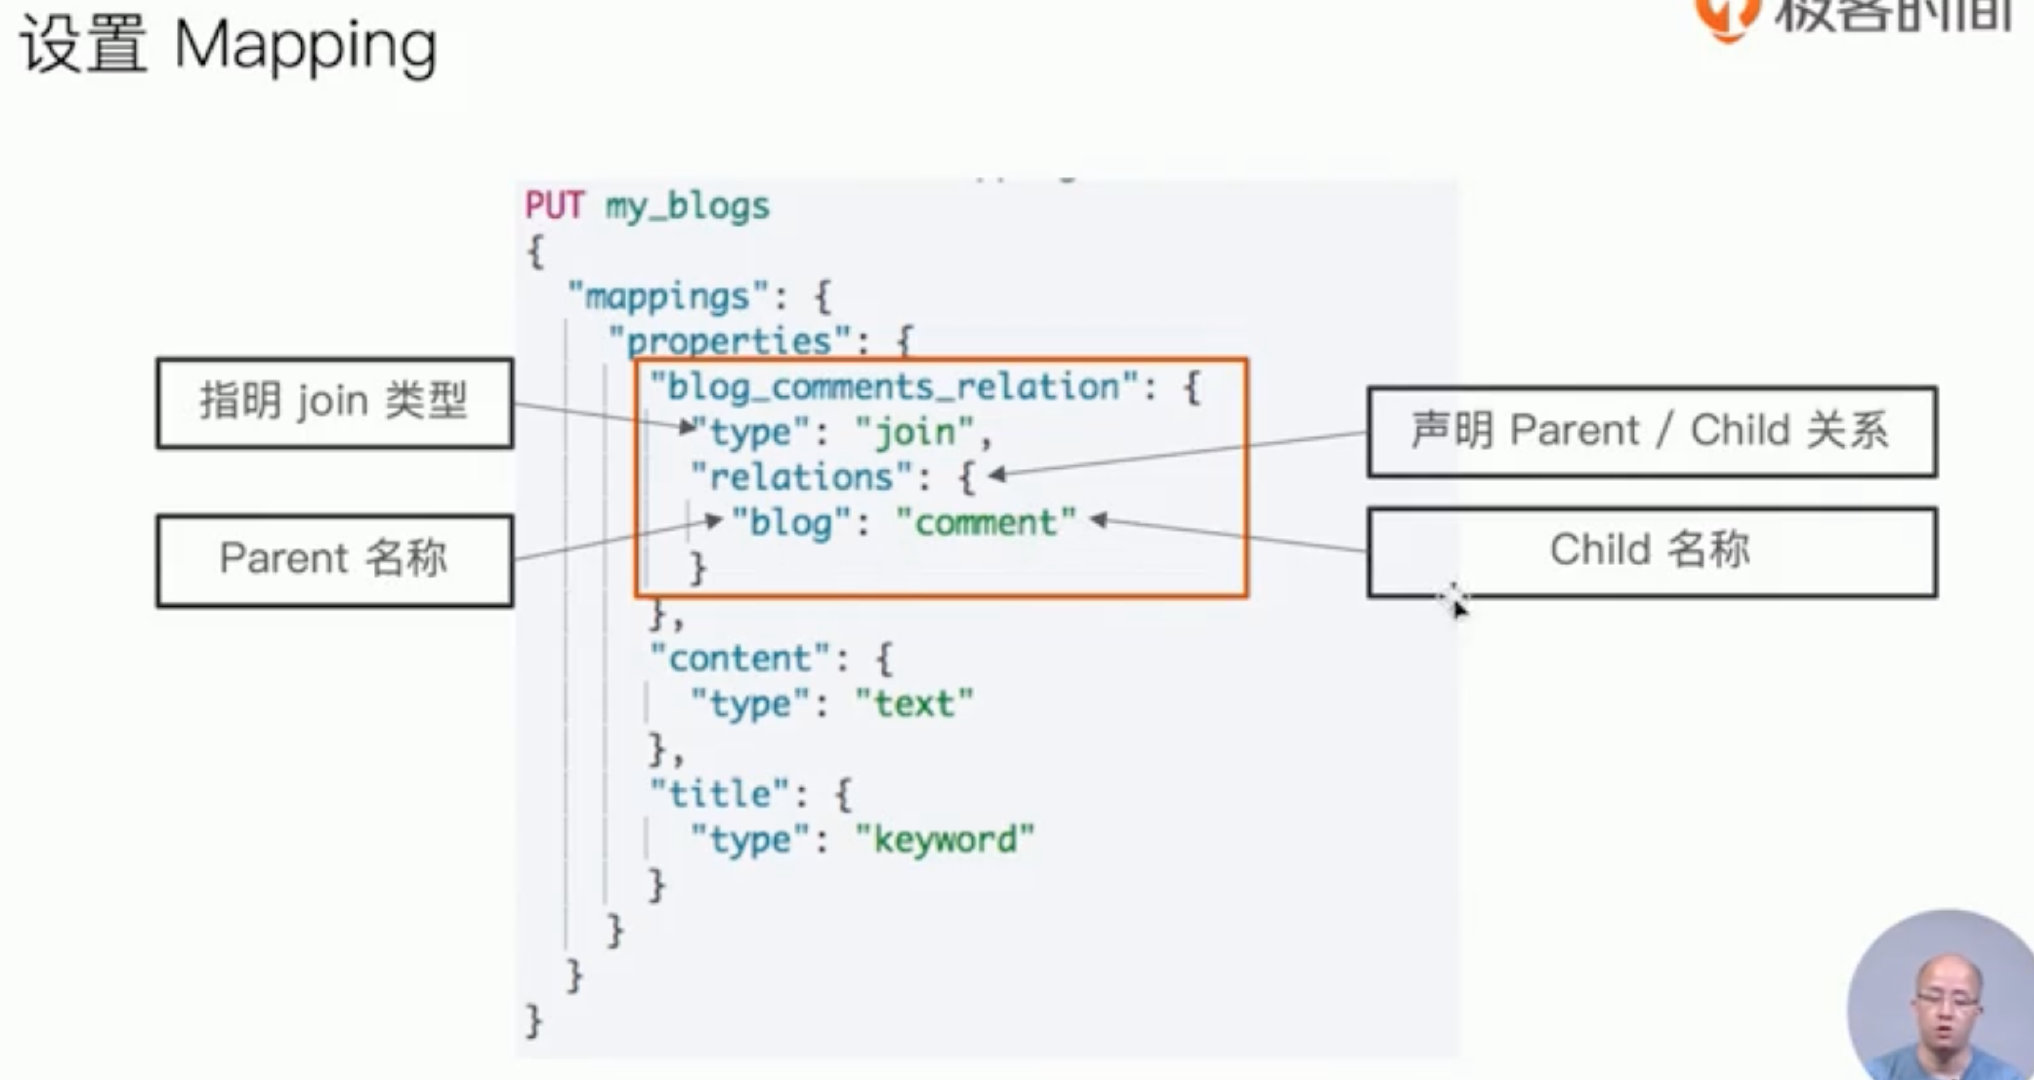 设置 Mapping
极客时间
PUT my_blogs
{
"mappings": {
"properties": {
"blog_comments_relation": {
"type": "join",
"relations": {
"blog": "comment"
}
},
"content": {
"type": "text"
},
"title": {
"type": "keyword"
}
}
}
}
指明 join 类型
Parent 名称
声明 Parent / Child 关系
Child 名称